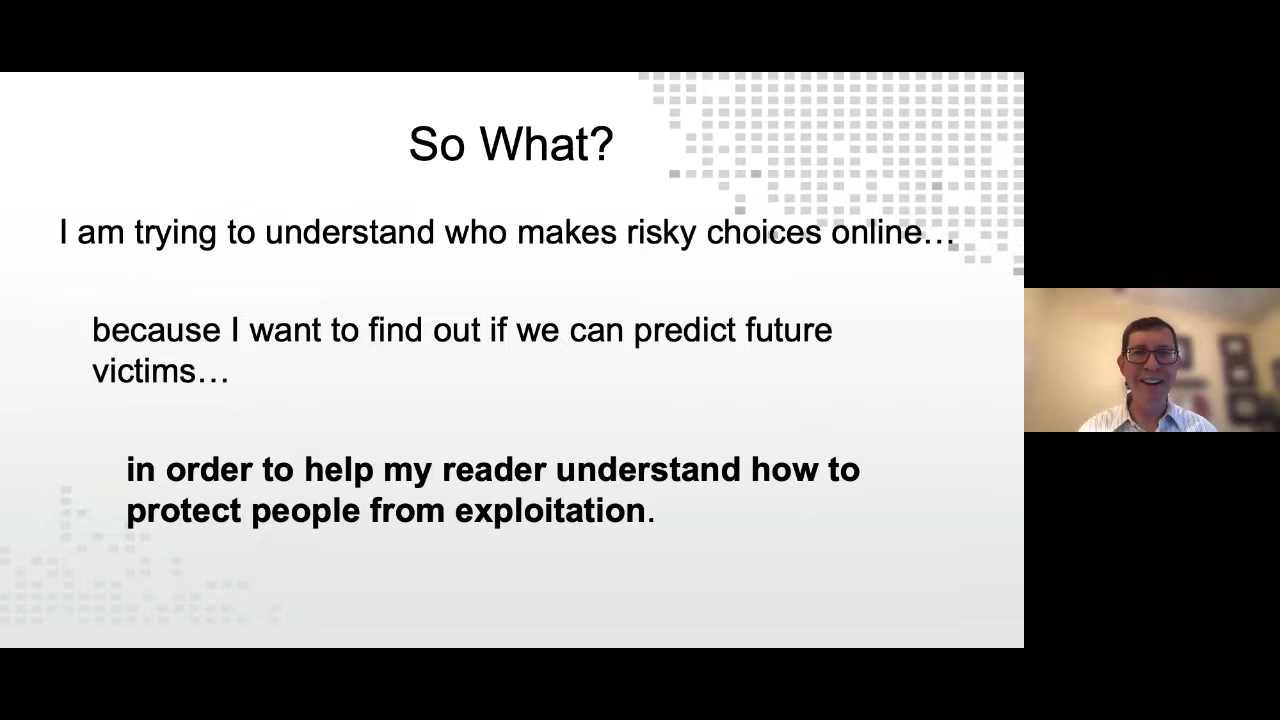 So What?
I am trying to understand who makes risky choices online…
because I want to find out if we can predict future
victims…
in order to help my reader understand how to
protect people from exploitation.